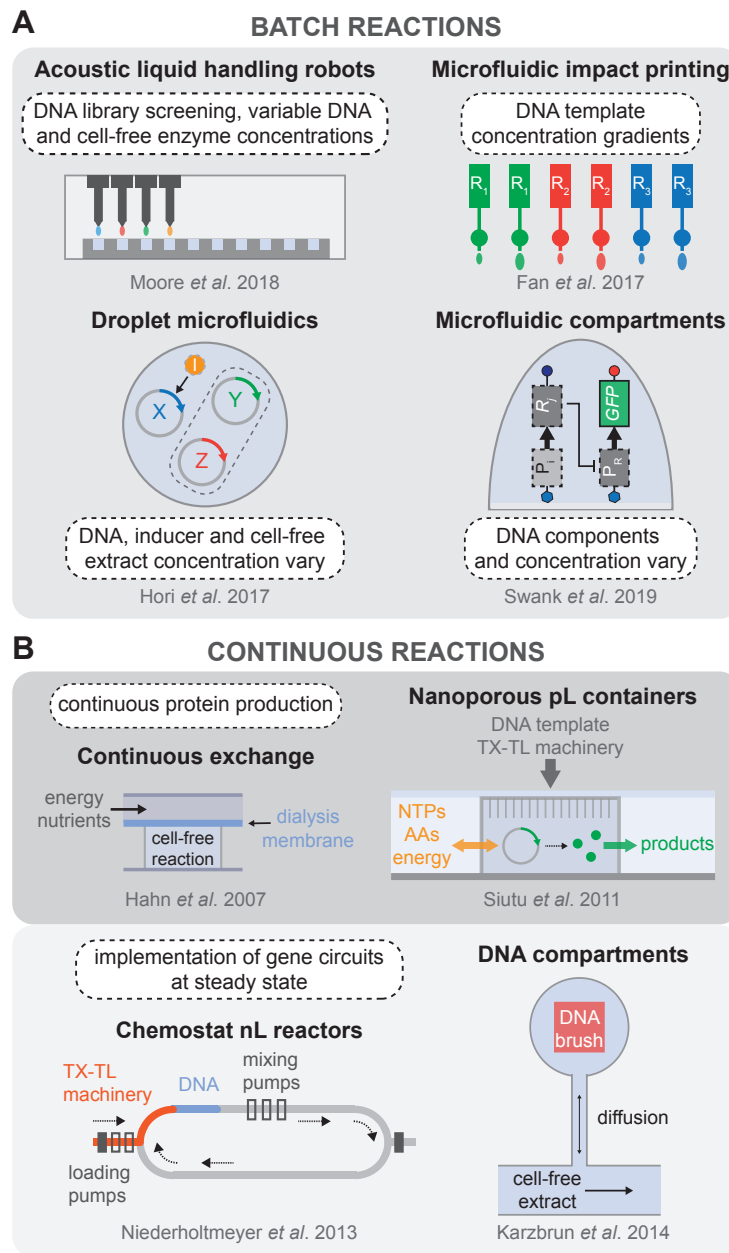 A
BATCH REACTIONS
Acoustic liquid handling robots
DNA library screening, variable DNA
and cell-free enzyme concentrations
Moore et al. 2018
Microfluidic impact printing
DNA template
concentration gradients
R1 R1 R2 R2 R3 R3
Fan et al. 2017
Droplet microfluidics
I
X
Y
Z
DNA, inducer and cell-free
extract concentration vary
Hori et al. 2017
Microfluidic compartments
Rj
GFP
Pi
PR
DNA components
and concentration vary
Swank et al. 2019
B
CONTINUOUS REACTIONS
continuous protein production
Continuous exchange
energy
nutrients
cell-free
reaction
dialysis
membrane
Hahn et al. 2007
Nanoporous pL containers
DNA template
TX-TL machinery
NTPs
AAs
energy
products
Siutu et al. 2011
implementation of gene circuits
at steady state
Chemostat nL reactors
TX-TL
machinery
DNA
mixing
pumps
loading
pumps
Niederholtmeyer et al. 2013
DNA compartments
DNA
brush
diffusion
cell-free
extract
Karzbrun et al. 2014